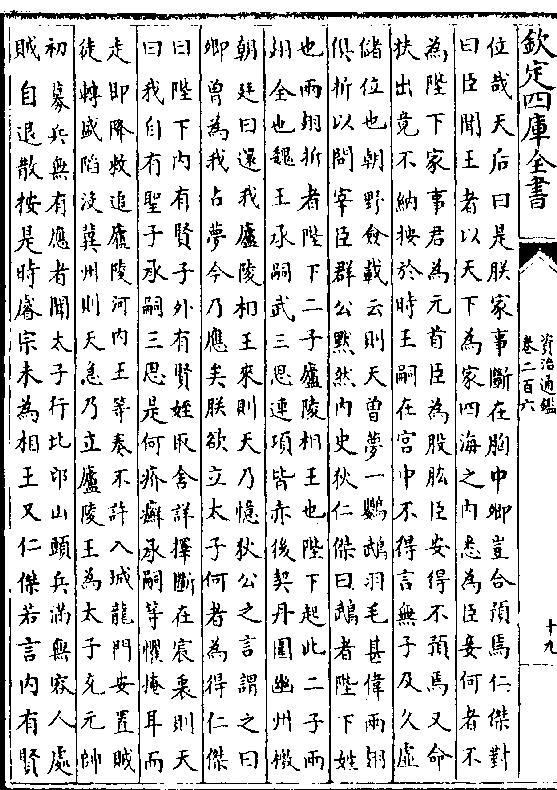 欽定四庫全書
資治通鑑
卷二百六
十九
位哉天后曰是朕家事斷在胸中卿豈合預焉仁傑對
曰臣聞王者以天下為家四海之内悉為臣妾何者不
為陛下家事君為元首臣為股肱臣安得不預焉又命
扶出竟不納按於時王嗣在宫中不得言無子及久虛
儲位也朝野僉載云則天曾夢一鸚鵡羽毛甚偉兩翅
俱折以問宰臣群公默然内史狄仁傑曰鵡者陛下姓
也兩翅折者陛下二子廬陵相王也陛下起此二子兩
翅全也魏王承嗣武三思連項皆赤後契丹圍幽州檄
朝廷曰還我廬陵相王來則天乃憶狄公之言謂之曰
卿曾為我占夢今乃應矣朕欲立太子何者為得仁傑
曰陛下内有賢子外有賢姪取舍詳擇斷在宸衷則天
曰我自有聖子承嗣三思是何疥癬承嗣等懼掩耳而
走即降敕追廬陵河内王等奏不許入城龍門安置賊
徒轉盛陷沒冀州則天急乃立廬陵王為太子充元帥
初募兵無有應者聞太子行比邙山頭兵滿無容人處
賊自退散按是時睿宗未為相王又仁傑若言内有賢